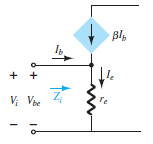 βIb
Ib
+ +
Ie
Vi Vbe Zi re
− −